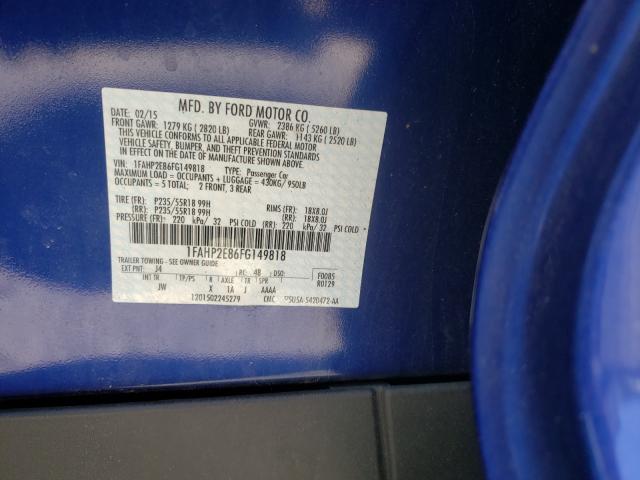 MFD. BY FORD MOTOR CO.
DATE: 02/15 GVWR: 2386 KG ( 5260 LB)
FRONT GAWR: 1279 KG ( 2820 LB) REAR GAWR: 1143 KG ( 2520 LB)
THIS VEHICLE CONFORMS TO ALL APPLICABLE FEDERAL MOTOR
VEHICLE SAFETY, BUMPER, AND THEFT PREVENTION STANDARDS
IN EFFECT ON THE DATE OF MANUFACTURE SHOWN ABOVE.
VIN: 1FAHP2E86FG149818 TYPE: Passenger Car
MAXIMUM LOAD = OCCUPANTS + LUGGAGE = 430KG/ 950LB
OCCUPANTS = 5 TOTAL: 2 FRONT, 3 REAR
TIRE (FR): P235/55R18 99H RIMS (FR): 18X8.0J
(RR): P235/55R18 99H (RR): 18X8.0J
PRESSURE (FR): 220 kPa/ 32 PSI COLD (RR): 220 kPa/ 32 PSI COLD
1FAHP2E86FG149818
TRAILER TOWING - SEE OWNER GUIDE
EXT PNT: J4 RC: 48 DSO: F0085
INT TR TP/PS R AXLE TR SPR R0129
JW X 1A J AAAA
1201502245279 CMC 5420472-AA